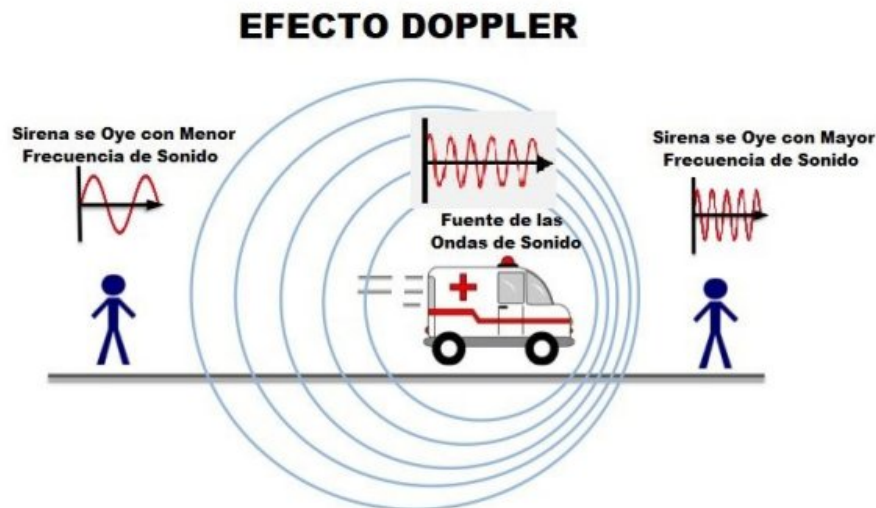 EFECTO DOPPLER
Sirena se Oye con Menor
Frecuencia de Sonido
Fuente de las
Ondas de Sonido
Sirena se Oye con Mayor
Frecuencia de Sonido